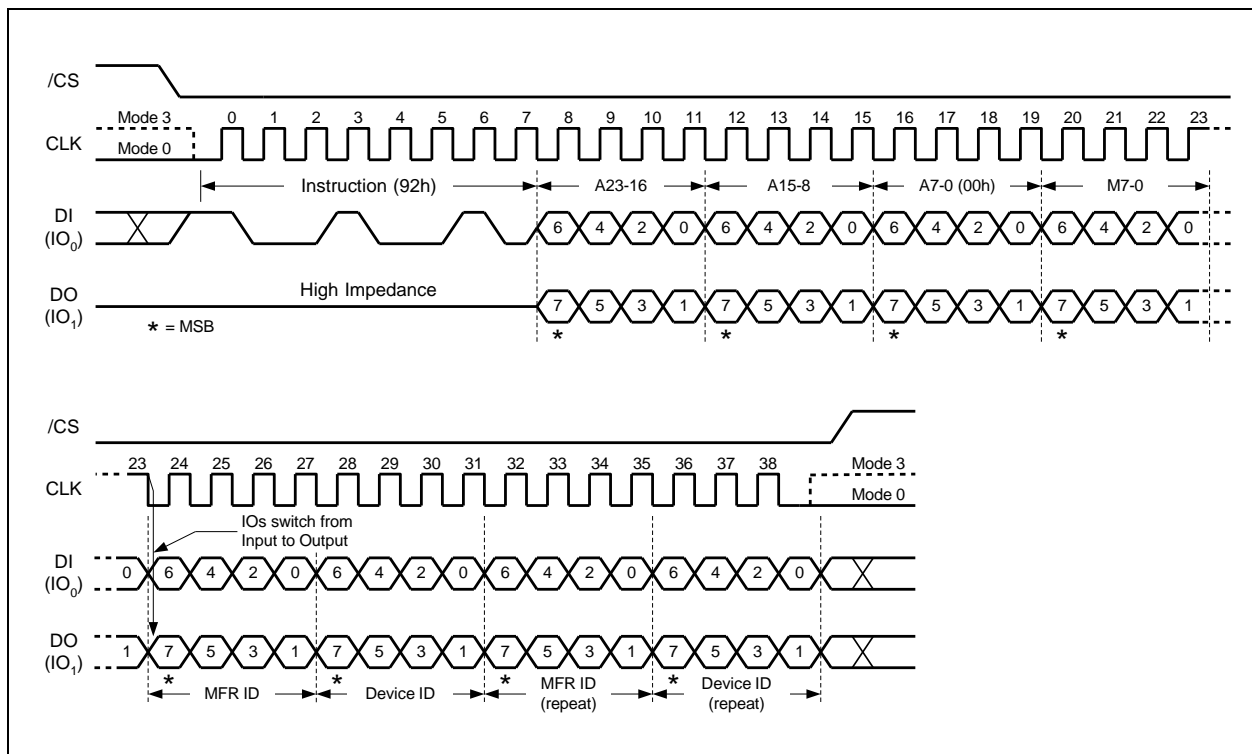 /CS
Mode 3
0 1 2 3 4 5 6 7 8 9 10 11 12 13 14 15 16 17 18 19 20 21 22 23
CLK
Mode 0
Instruction (92h) A23-16 A15-8 A7-0 (00h) M7-0
DI
(IO0)
6 4 2 0 6 4 2 0 6 4 2 0 6 4 2 0
High Impedance
DO
(IO1)
7 5 3 1 7 5 3 1 7 5 3 1 7 5 3 1
* = MSB
* * * *
/CS
23 24 25 26 27 28 29 30 31 32 33 34 35 36 37 38
Mode 3
CLK
Mode 0
IOs switch from
Input to Output
DI
(IO0)
0 6 4 2 0 6 4 2 0 6 4 2 0 6 4 2 0
DO
(IO1)
1 7 5 3 1 7 5 3 1 7 5 3 1 7 5 3 1
* * * *
MFR ID Device ID MFR ID (repeat) Device ID (repeat)